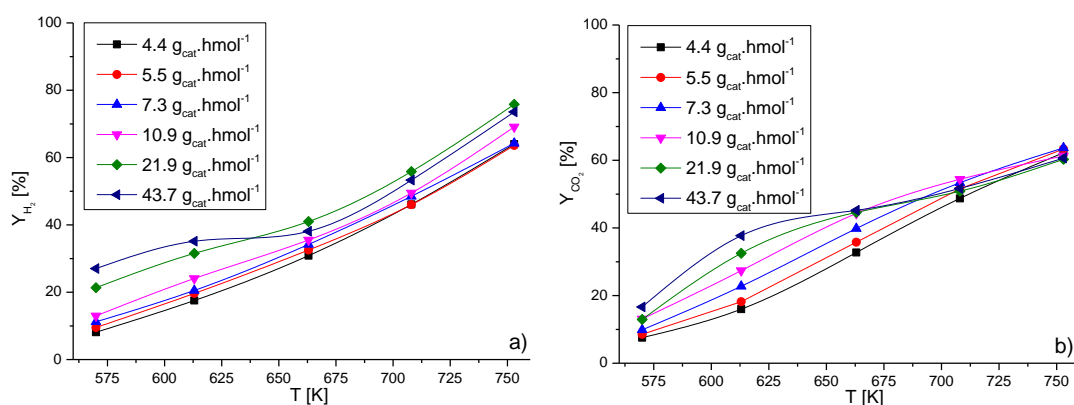 100
80
60
40
20
0
Y_H₂ [%]
4.4 g_cat.hmol⁻¹
5.5 g_cat.hmol⁻¹
7.3 g_cat.hmol⁻¹
10.9 g_cat.hmol⁻¹
21.9 g_cat.hmol⁻¹
43.7 g_cat.hmol⁻¹
a)
575 600 625 650 675 700 725 750
T [K]
100
80
60
40
20
0
Y_CO₂ [%]
4.4 g_cat.hmol⁻¹
5.5 g_cat.hmol⁻¹
7.3 g_cat.hmol⁻¹
10.9 g_cat.hmol⁻¹
21.9 g_cat.hmol⁻¹
43.7 g_cat.hmol⁻¹
b)
575 600 625 650 675 700 725 750
T [K]